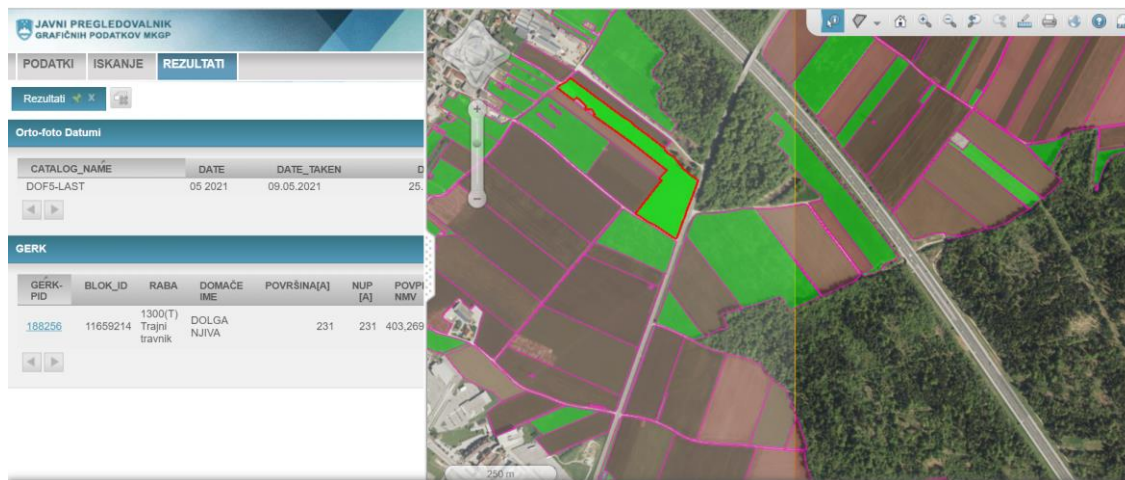 JAVNI PREGLEDOVALNIK
GRAFIČNIH PODATKOV MKGP
PODATKI ISKANJE REZULTATI
Rezultati
Orto-foto Datumi
CATALOG_NAME DATE DATE_TAKEN D
DOF5-LAST 05 2021 09.05.2021 25.
GERK
GERK-PID BLOK_ID RABA DOMAČE IME POVRŠINA[A] NUP [A] NMV
188256 11659214 1300(T) Trajni travnik DOLGA NJIVA 231 231 403,269
250 m